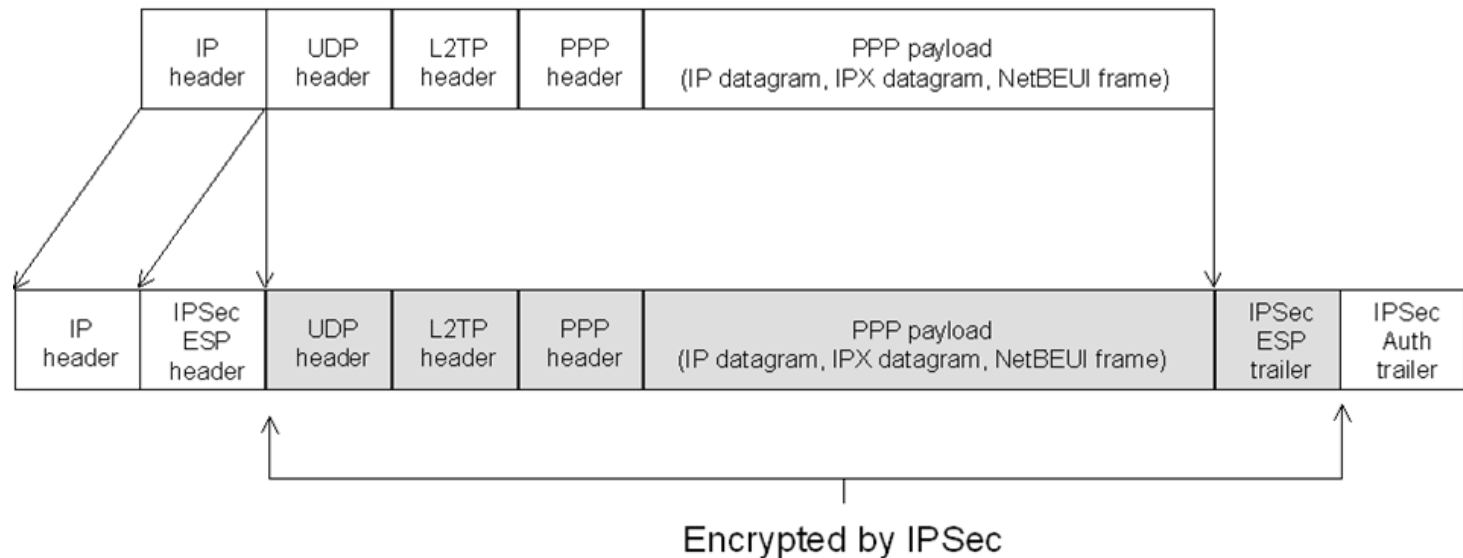 IP
header
UDP
header
L2TP
header
PPP
header
PPP payload
(IP datagram, IPX datagram, NetBEUI frame)
IP
header
IPSec
ESP
header
UDP
header
L2TP
header
PPP
header
PPP payload
(IP datagram, IPX datagram, NetBEUI frame)
IPSec
ESP
trailer
IPSec
Auth
trailer
Encrypted by IPSec